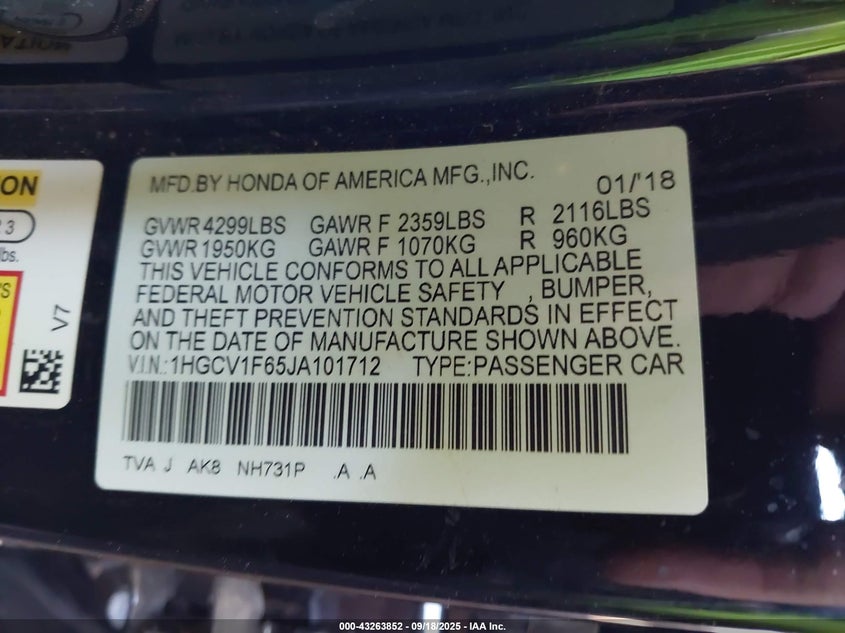 MFD.BY HONDA OF AMERICA MFG.,INC. 01/'18
GVWR 4299LBS GAWR F 2359LBS R 2116LBS
GVWR 1950KG GAWR F 1070KG R 960KG
THIS VEHICLE CONFORMS TO ALL APPLICABLE
FEDERAL MOTOR VEHICLE SAFETY , BUMPER,
AND THEFT PREVENTION STANDARDS IN EFFECT
ON THE DATE OF MANUFACTURE SHOWN ABOVE.
V.I.N.:1HGCV1F65JA101712 TYPE:PASSENGER CAR
TVA J AK8 NH731P .A .A
ION
3
lbs.
'S
V7
000-43263852 - 09/18/2025 - IAA Inc.